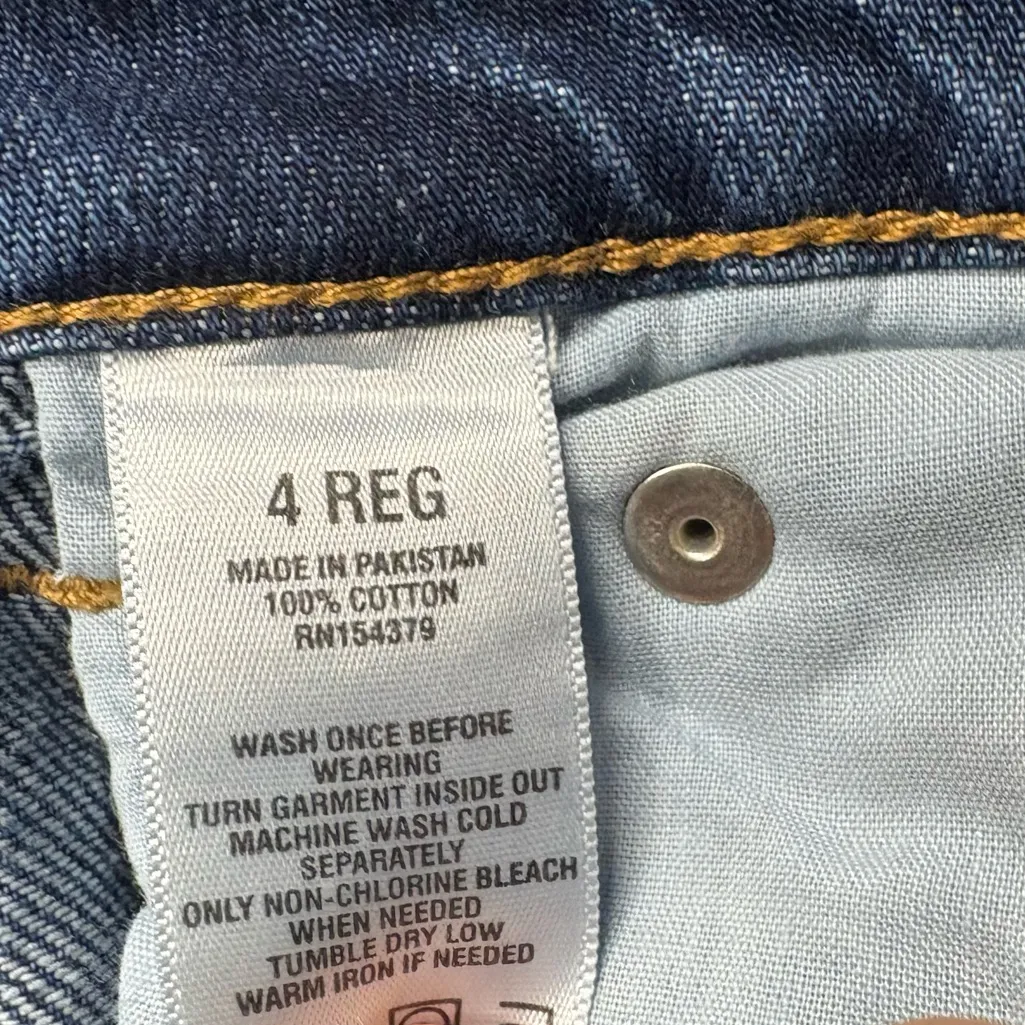 4 REG
MADE IN PAKISTAN
100% COTTON
RN154379
WASH ONCE BEFORE
WEARING
TURN GARMENT INSIDE OUT
MACHINE WASH COLD
SEPARATELY
ONLY NON-CHLORINE BLEACH
WHEN NEEDED
TUMBLE DRY LOW
WARM IRON IF NEEDED